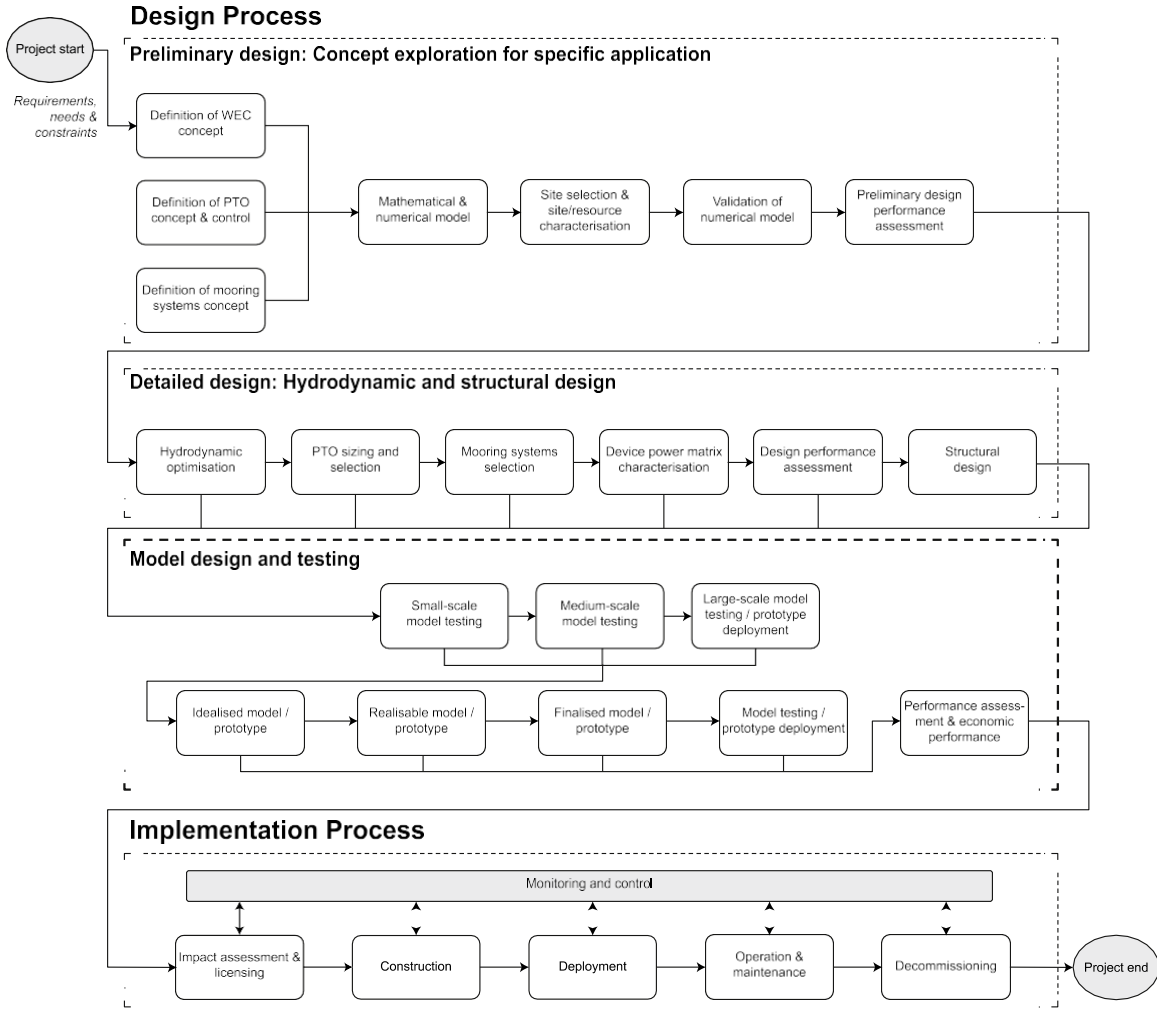 Design Process
Project start
Preliminary design: Concept exploration for specific application
Requirements,
needs &
constraints
Definition of WEC
concept
Definition of PTO
concept & control
Definition of mooring
systems concept
Mathematical &
numerical model
Site selection &
site/resource
characterisation
Validation of
numerical model
Preliminary design
performance
assessment
Detailed design: Hydrodynamic and structural design
Hydrodynamic
optimisation
PTO sizing and
selection
Mooring systems
selection
Device power matrix
characterisation
Design performance
assessment
Structural
design
Model design and testing
Small-scale
model testing
Medium-scale
model testing
Large-scale model
testing / prototype
deployment
Idealised model /
prototype
Realisable model /
prototype
Finalised model /
prototype
Model testing /
prototype deployment
Performance assess-
ment & economic
performance
Implementation Process
Monitoring and control
Impact assessment &
licensing
Construction
Deployment
Operation &
maintenance
Decommissioning
Project end